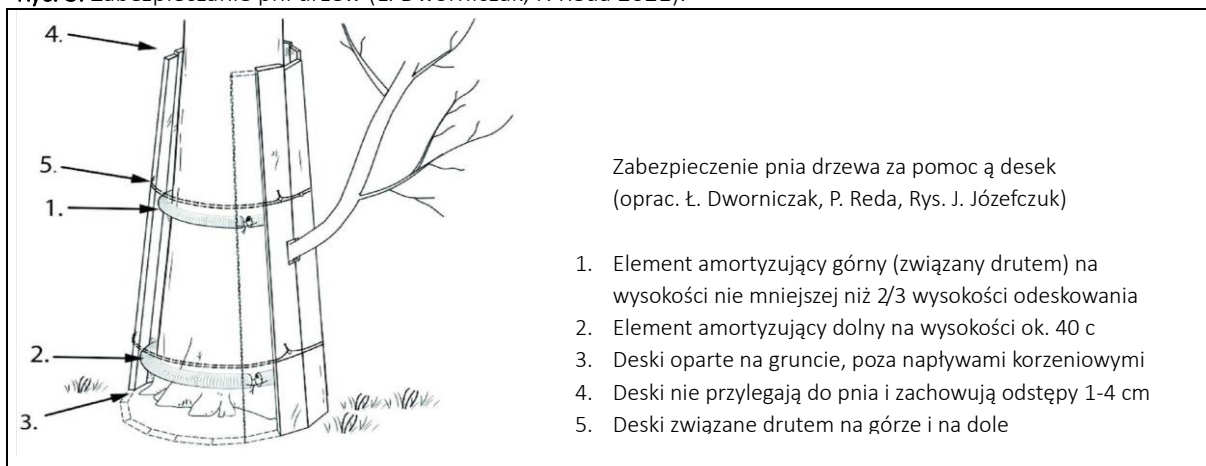 Zabezpieczenie pnia drzewa za pomoc ą desek
(oprac. Ł. Dworniczak, P. Reda, Rys. J. Józefczuk)
1. Element amortyzujący górny (związany drutem) na
wysokości nie mniejszej niż 2/3 wysokości odeskowania
2. Element amortyzujący dolny na wysokości ok. 40 c
3. Deski oparte na gruncie, poza napływami korzeniowymi
4. Deski nie przylegają do pnia i zachowują odstępy 1-4 cm
5. Deski związane drutem na górze i na dole
4.
5.
1.
2.
3.